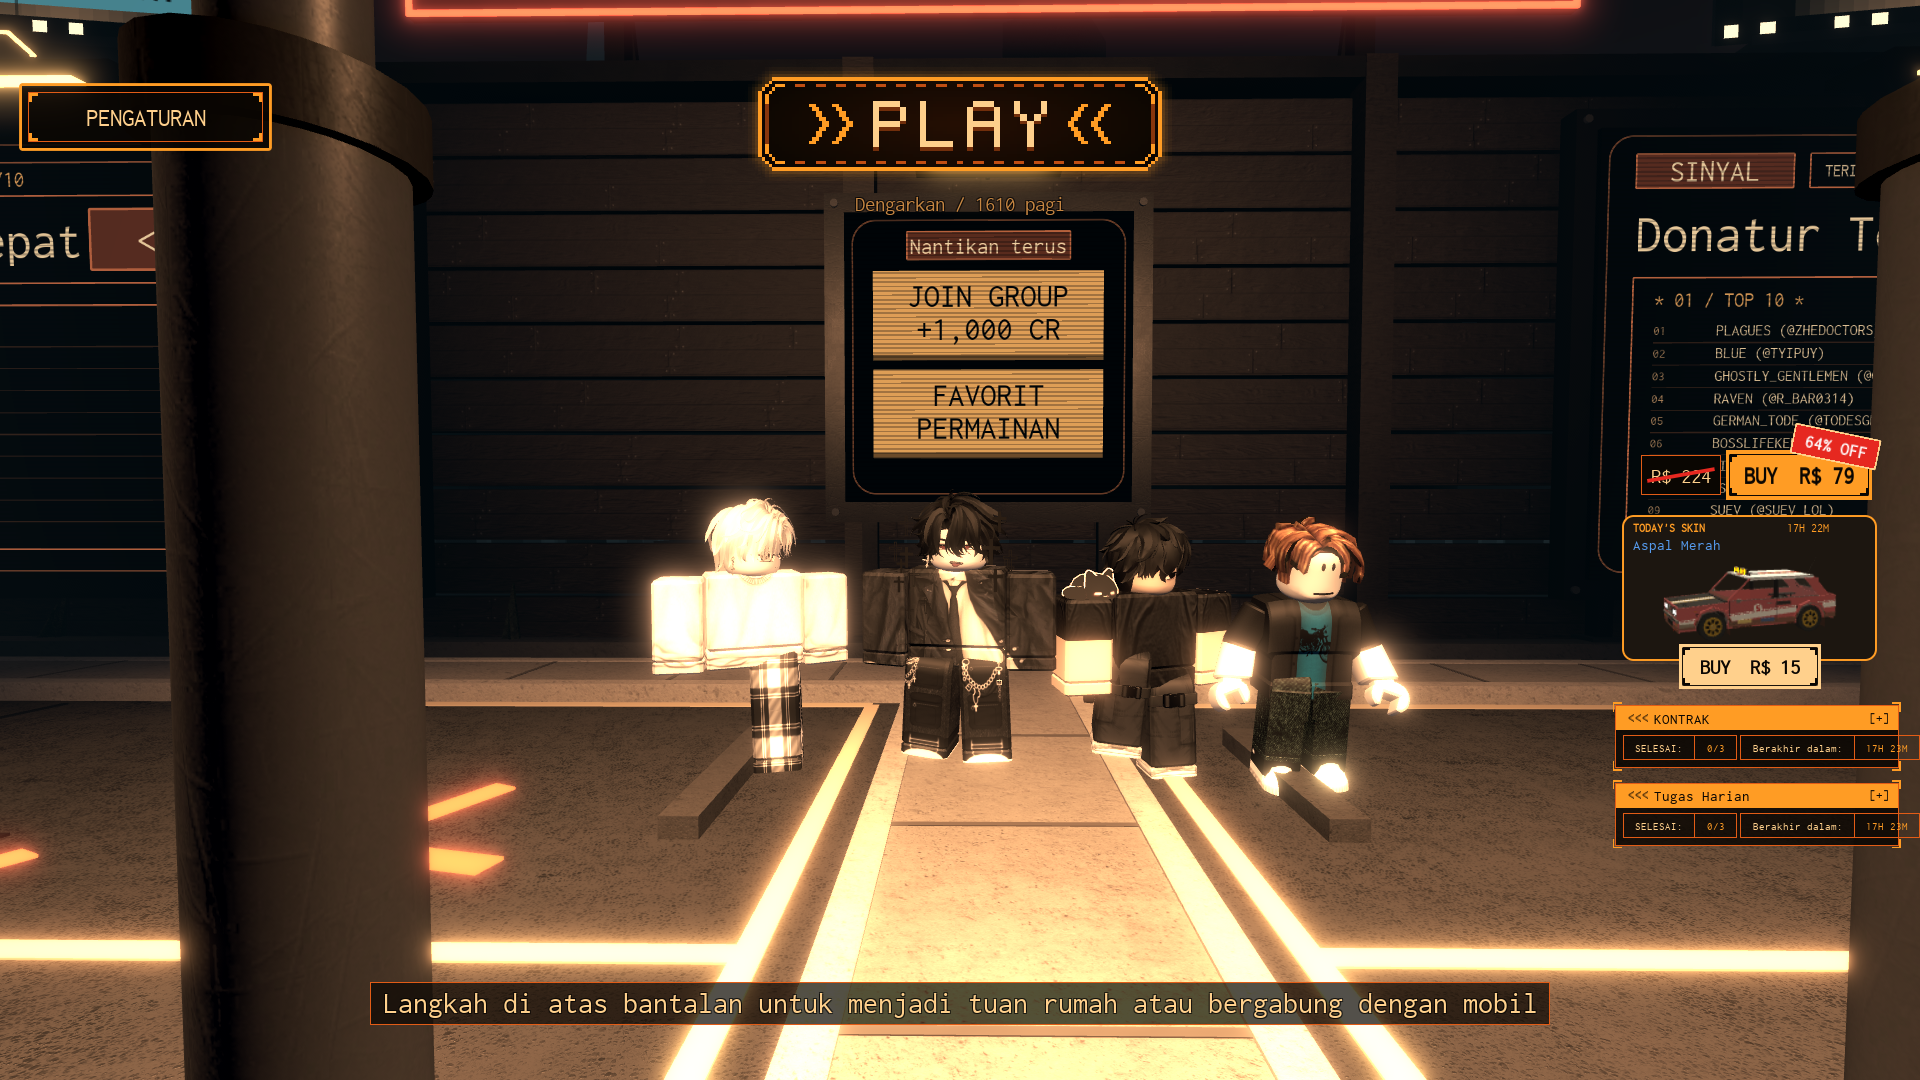 PENGATURAN
/10
epat
<
>>PLAY<<
Dengarkan / 1610 pagi
Nantikan terus
JOIN GROUP
+1,000 CR
FAVORIT
PERMAINAN
SINYAL
TERI
Donatur T
* 01 / TOP 10 *
01 PLAGUES (@ZHEDOCTORS
02 BLUE (@TYIPUY)
03 GHOSTLY_GENTLEMEN (@
04 RAVEN (@R_BAR0314)
05 GERMAN_TODE (@TODESG
06 BOSSLIFEKE
64% OFF
R$ 224
BUY R$ 79
09 SUEV (@SUEV_LOL)
TODAY'S SKIN 17H 22M
Aspal Merah
BUY R$ 15
<<< KONTRAK [+]
SELESAI: 0/3 Berakhir dalam: 17H 23M
<<< Tugas Harian [+]
SELESAI: 0/3 Berakhir dalam: 17H 23M
Langkah di atas bantalan untuk menjadi tuan rumah atau bergabung dengan mobil